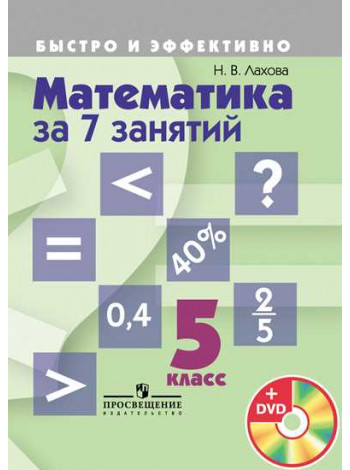 БЫСТРО И ЭФФЕКТИВНО
Н. В. Лахова
Математика
за 7 занятий
< ?
= 40%
0,4 2/5
>
5
класс
ПРОСВЕЩЕНИЕ
ИЗДАТЕЛЬСТВО
+
DVD